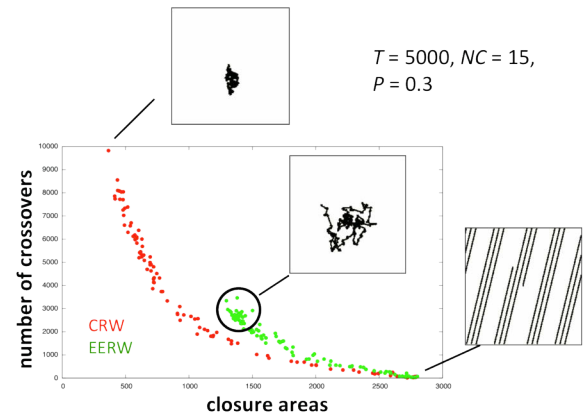 T = 5000, NC = 15,
P = 0.3
number of crossovers
10000
9000
8000
7000
6000
5000
4000
3000
2000
1000
0
CRW
EERW
0 500 1000 1500 2000 2500 3000
closure areas